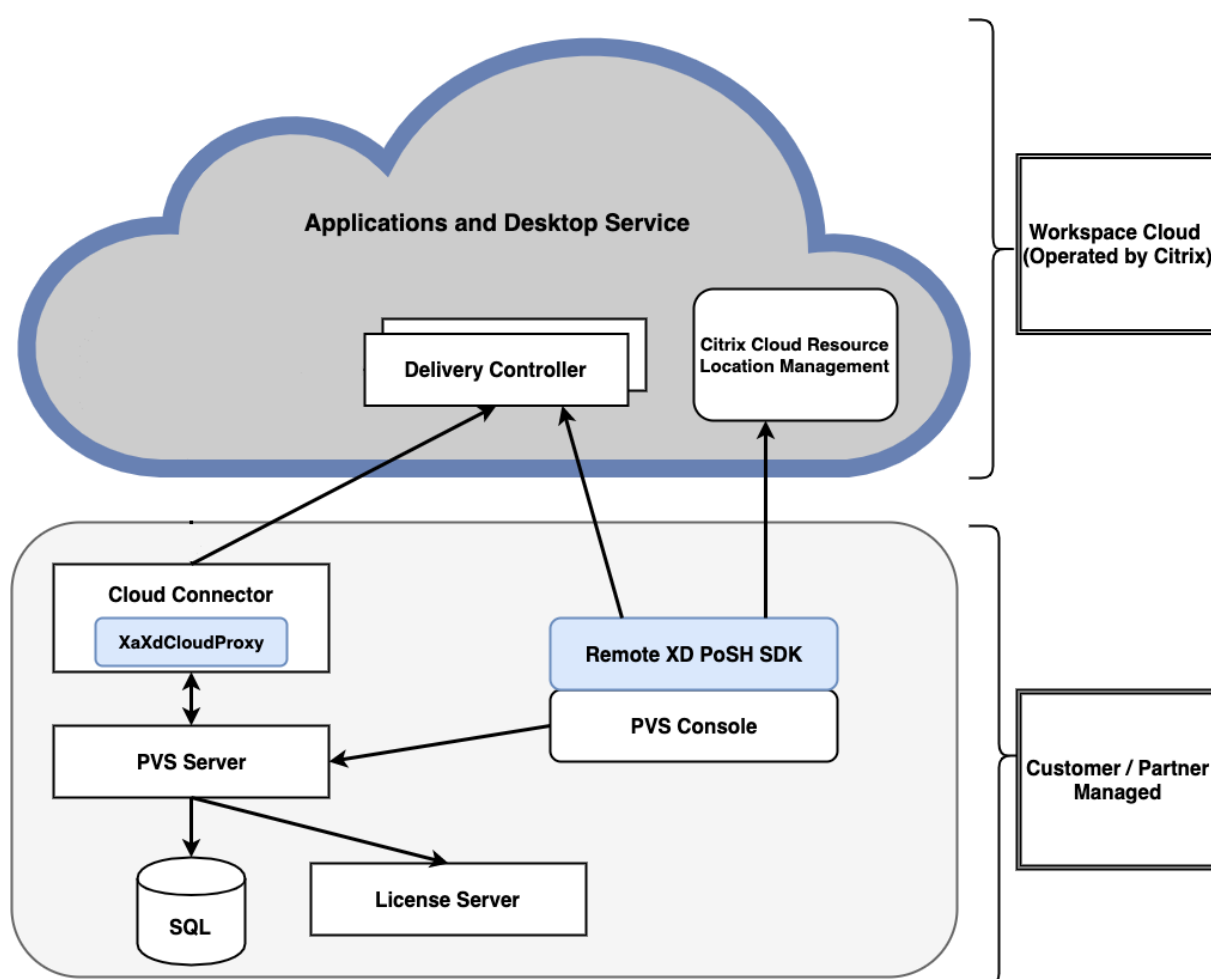 Applications and Desktop Service
Workspace Cloud
(Operated by Citrix)
Citrix Cloud Resource
Location Management
Delivery Controller
Cloud Connector
XaXdCloudProxy
Remote XD PoSH SDK
PVS Console
PVS Server
Customer / Partner
Managed
License Server
SQL